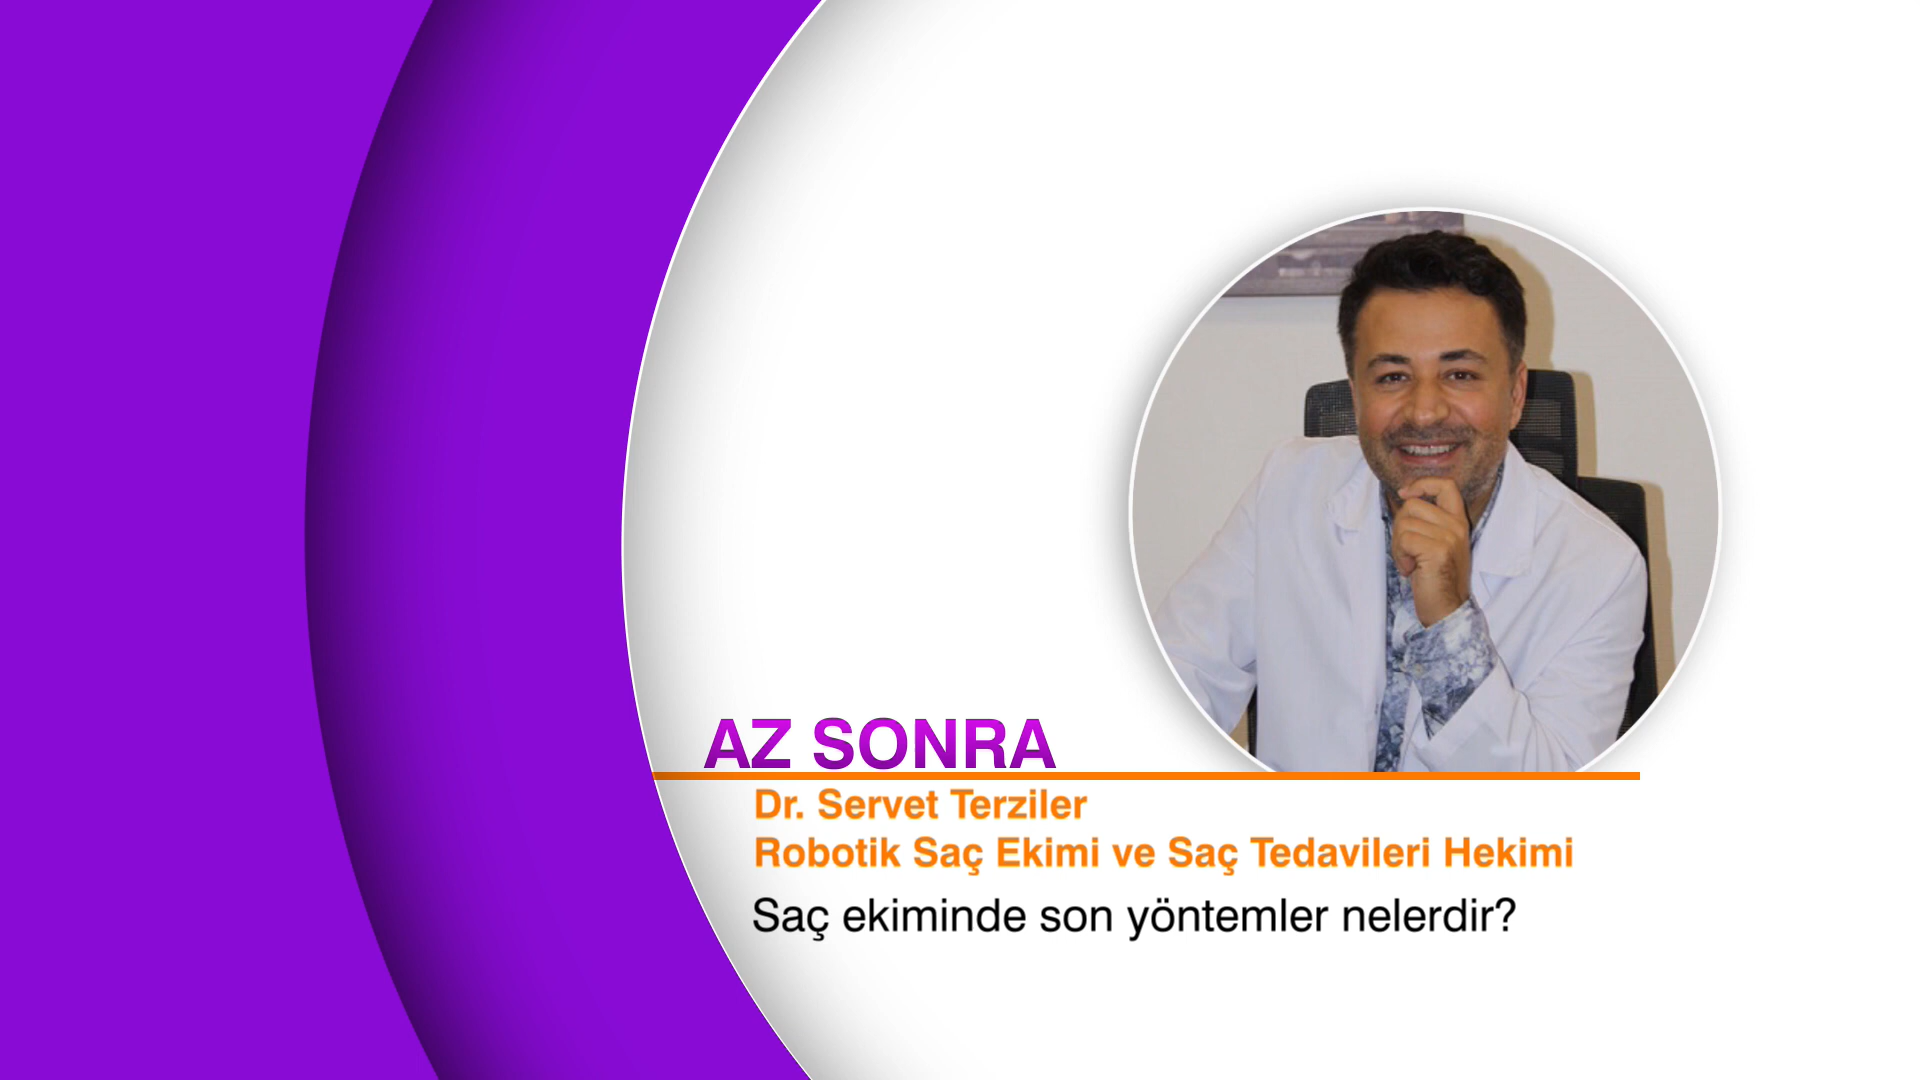 AZ SONRA
Dr. Servet Terziler
Robotik Saç Ekimi ve Saç Tedavileri Hekimi
Saç ekiminde son yöntemler nelerdir?